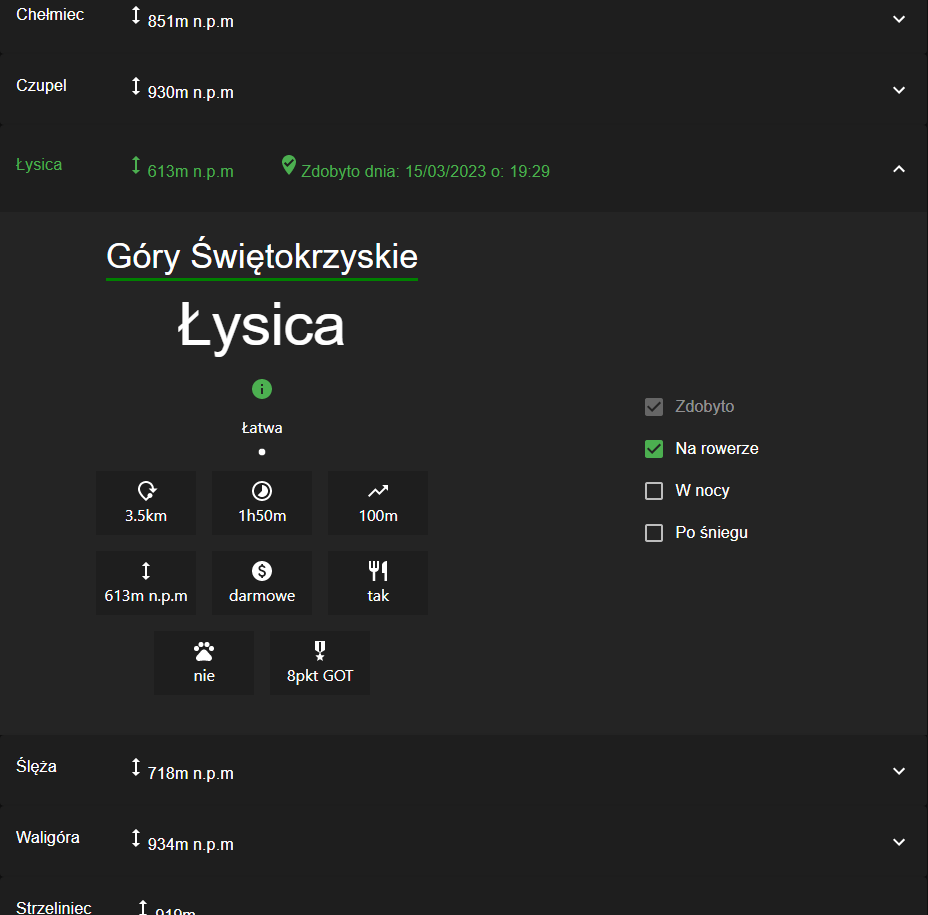 Chełmiec 851m n.p.m
Czupel 930m n.p.m
Łysica 613m n.p.m Zdobyto dnia: 15/03/2023 o: 19:29
Góry Świętokrzyskie
Łysica
Łatwa
3.5km 1h50m 100m
613m n.p.m darmowe tak
nie 8pkt GOT
Zdobyto
Na rowerze
W nocy
Po śniegu
Ślęża 718m n.p.m
Waligóra 934m n.p.m
Strzeliniec